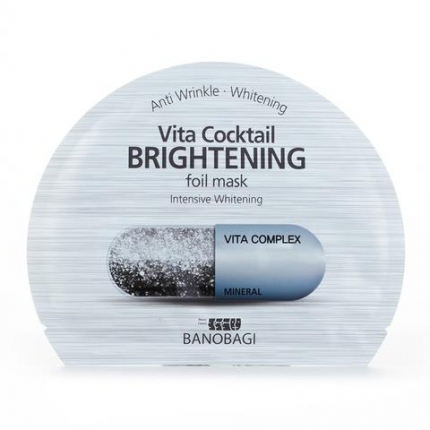 Anti Wrinkle · Whitening
Vita Cocktail
BRIGHTENING
foil mask
Intensive Whitening
VITA COMPLEX
MINERAL
BANOBAGI